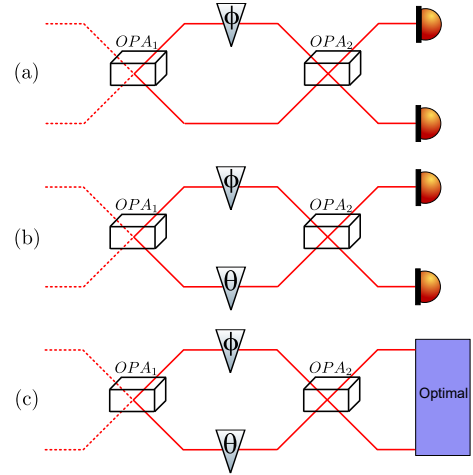 ϕ
OPA₁ OPA₂
(a)
ϕ
OPA₁ OPA₂
(b)
θ
ϕ
OPA₁ OPA₂
(c) Optimal
θ